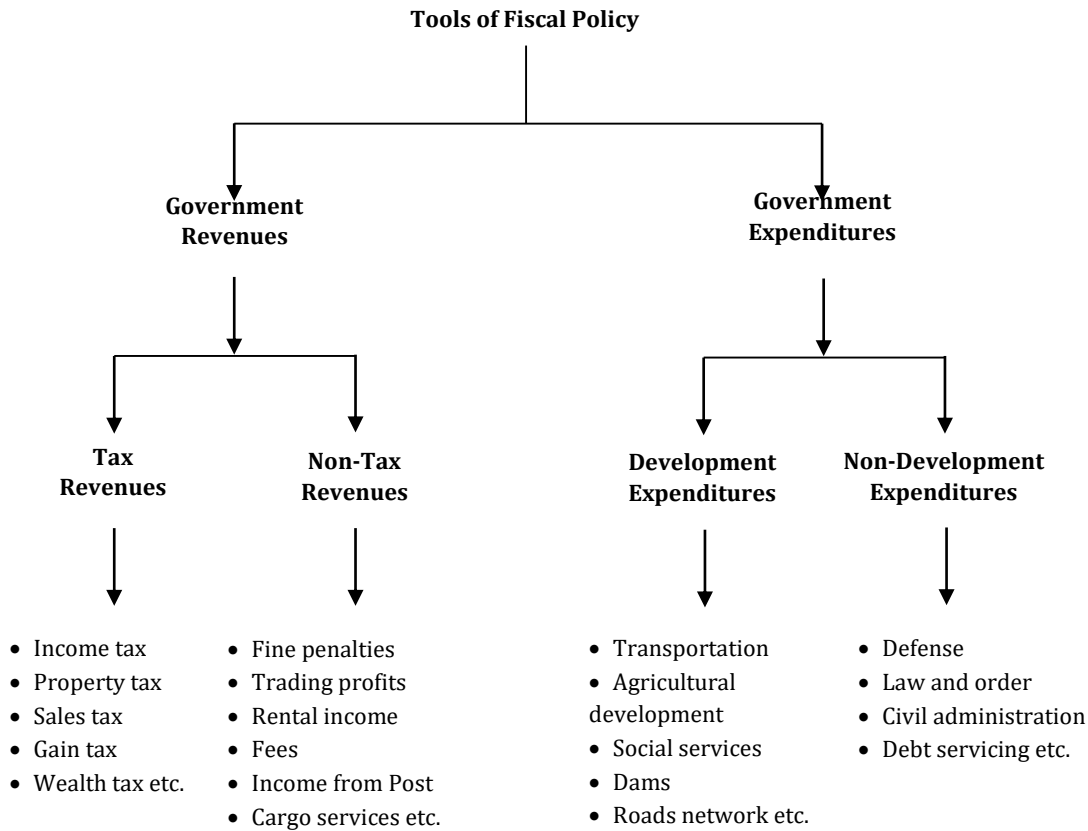 Tools of Fiscal Policy
Government
Revenues
Government
Expenditures
Tax
Revenues
Non-Tax
Revenues
Development
Expenditures
Non-Development
Expenditures
• Income tax
• Property tax
• Sales tax
• Gain tax
• Wealth tax etc.
• Fine penalties
• Trading profits
• Rental income
• Fees
• Income from Post
• Cargo services etc.
• Transportation
• Agricultural
development
• Social services
• Dams
• Roads network etc.
• Defense
• Law and order
• Civil administration
• Debt servicing etc.